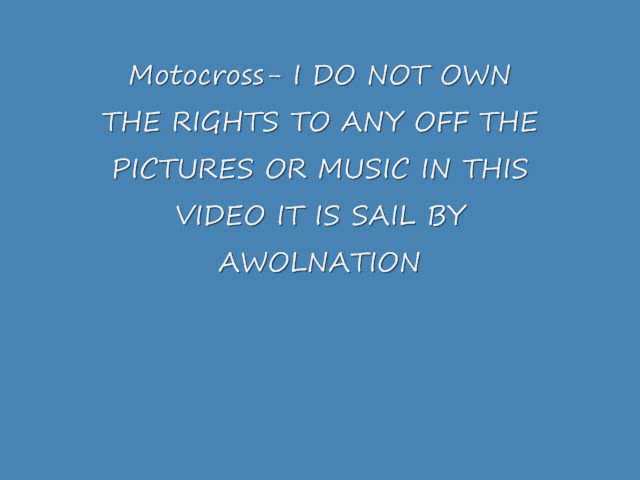 Motocross- I DO NOT OWN
THE RIGHTS TO ANY OFF THE
PICTURES OR MUSIC IN THIS
VIDEO IT IS SAIL BY
AWOLNATION